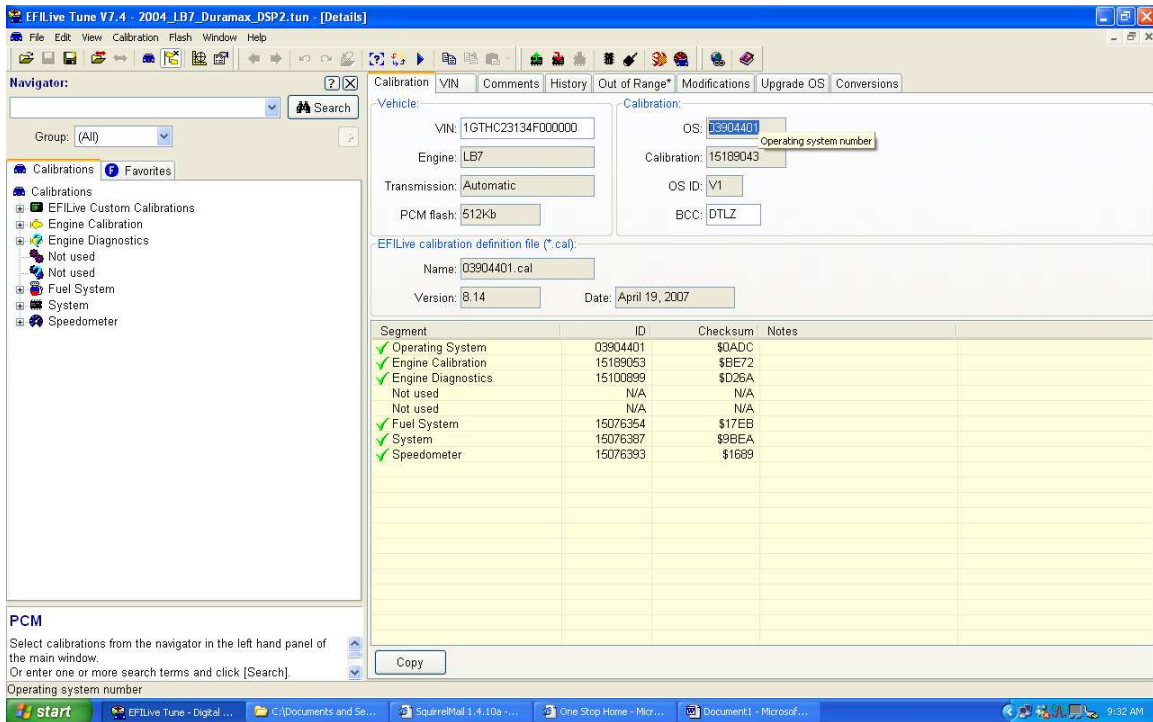 EFILive Tune V7.4 - 2004_LB7_Duramax_DSP2.tun - [Details]
File Edit View Calibration Flash Window Help
Navigator:
Search
Group: (All)
Calibrations Favorites
Calibrations
EFILive Custom Calibrations
Engine Calibration
Engine Diagnostics
Not used
Not used
Fuel System
System
Speedometer
PCM
Select calibrations from the navigator in the left hand panel of
the main window.
Or enter one or more search terms and click [Search].
Calibration VIN Comments History Out of Range* Modifications Upgrade OS Conversions
Vehicle:
VIN: 1GTHC23134F000000
Engine: LB7
Transmission: Automatic
PCM flash: 512Kb
Calibration:
OS: 03904401
Operating system number
Calibration: 15189043
OS ID: V1
BCC: DTLZ
EFILive calibration definition file (*.cal):
Name: 03904401.cal
Version: 8.14 Date: April 19, 2007
Segment ID Checksum Notes
Operating System 03904401 $0ADC
Engine Calibration 15189053 $BE72
Engine Diagnostics 15100899 $D26A
Not used N/A N/A
Not used N/A N/A
Fuel System 15076354 $17EB
System 15076387 $9BEA
Speedometer 15076393 $1689
Copy
Operating system number
start EFILive Tune - Digital ... C:\Documents and Se... SquirrelMail 1.4.10a -... One Stop Home - Micr... Document1 - Microsof... 9:32 AM